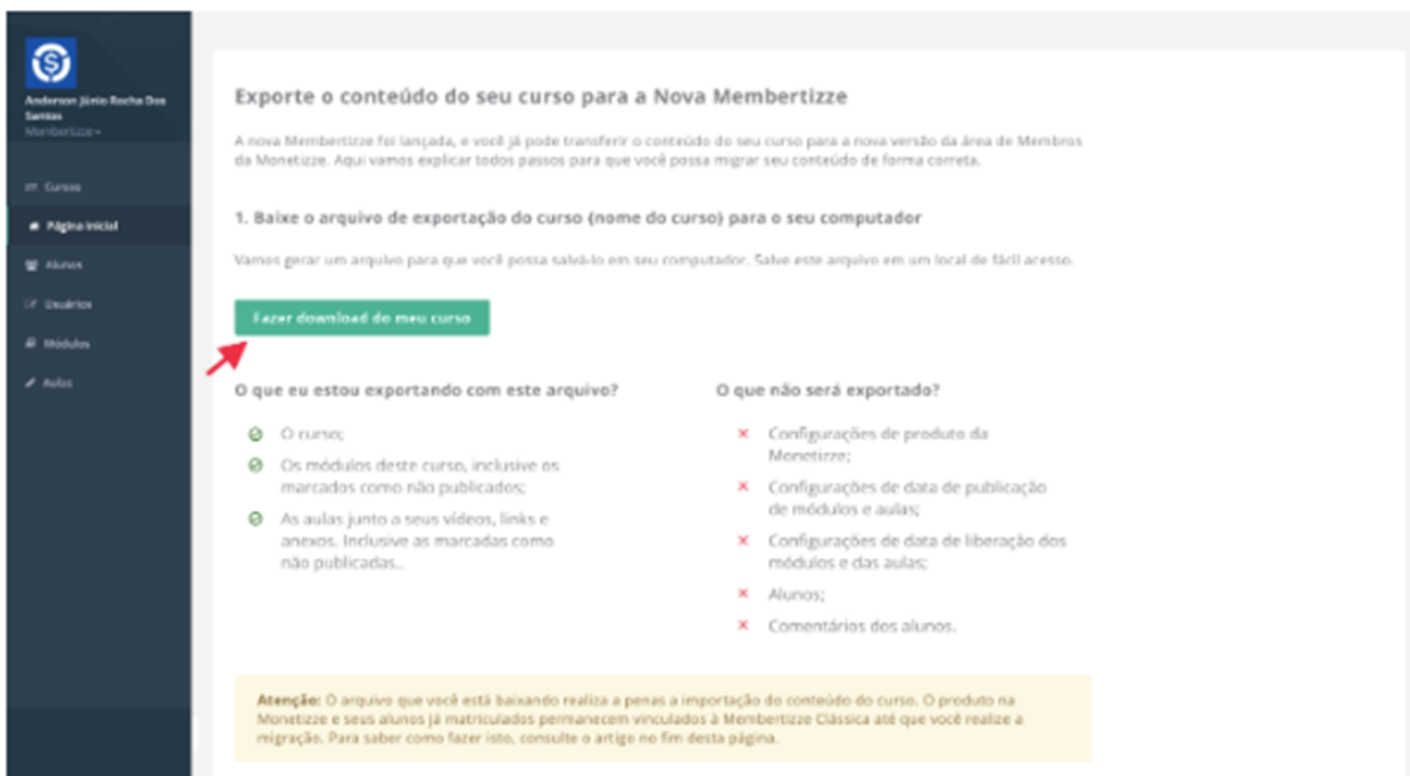 Anderson Júnio Rocha Dos
Santos
Membertizze
Cursos
Página Inicial
Alunos
Usuários
Módulos
Aulas
Exporte o conteúdo do seu curso para a Nova Membertizze
A nova Membertizze foi lançada, e você já pode transferir o conteúdo do seu curso para a nova versão da área de Membros
da Monetizze. Aqui vamos explicar todos passos para que você possa migrar seu conteúdo de forma correta.
1. Baixe o arquivo de exportação do curso (nome do curso) para o seu computador
Vamos gerar um arquivo para que você possa salvá-lo em seu computador. Salve este arquivo em um local de fácil acesso.
Fazer download do meu curso
O que eu estou exportando com este arquivo?
O curso;
Os módulos deste curso, inclusive os
marcados como não publicados;
As aulas junto a seus vídeos, links e
anexos. Inclusive as marcadas como
não publicadas..
O que não será exportado?
Configurações de produto da
Monetizze;
Configurações de data de publicação
de módulos e aulas;
Configurações de data de liberação dos
módulos e das aulas;
Alunos;
Comentários dos alunos.
Atenção: O arquivo que você está baixando realiza a penas a importação do conteúdo do curso. O produto na
Monetizze e seus alunos já matriculados permanecem vinculados à Membertizze Clássica até que você realize a
migração. Para saber como fazer isto, consulte o artigo no fim desta página.